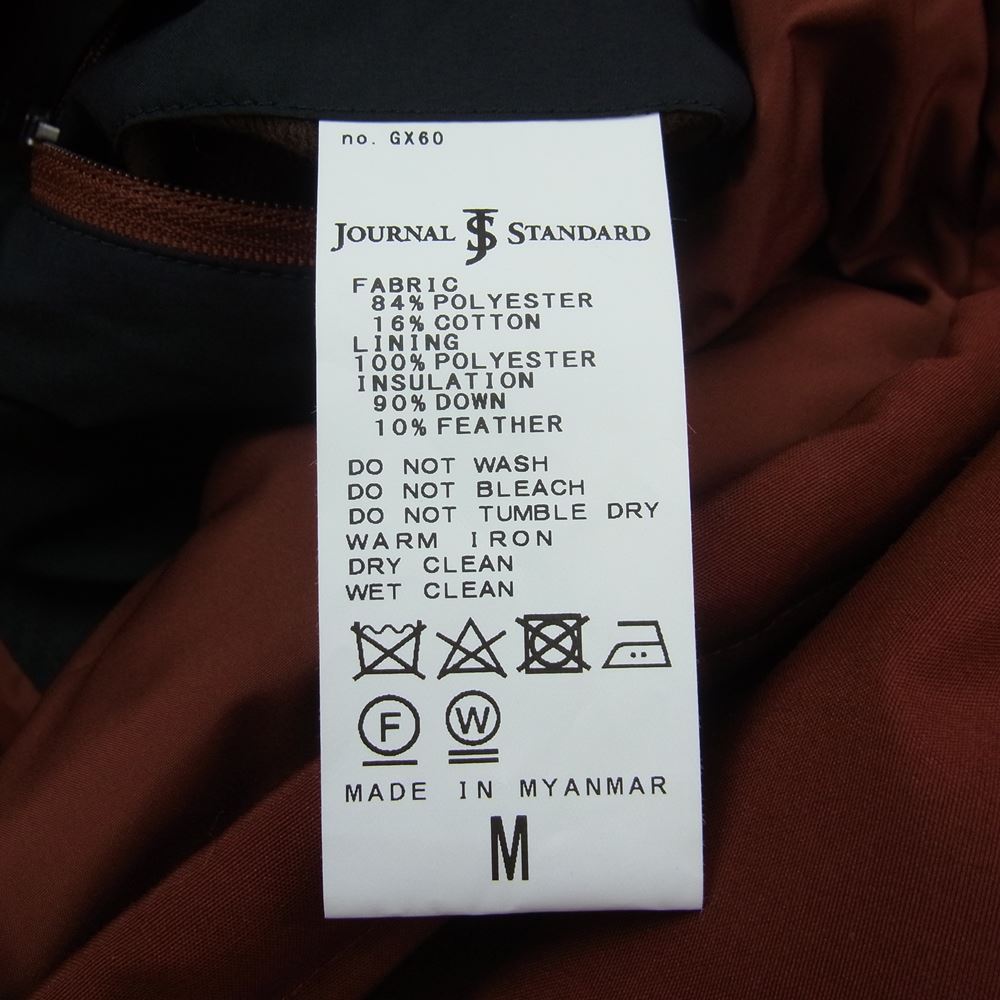 no. GX60
JOURNAL JS STANDARD
FABRIC
84% POLYESTER
16% COTTON
LINING
100% POLYESTER
INSULATION
90% DOWN
10% FEATHER
DO NOT WASH
DO NOT BLEACH
DO NOT TUMBLE DRY
WARM IRON
DRY CLEAN
WET CLEAN
F W
MADE IN MYANMAR
M